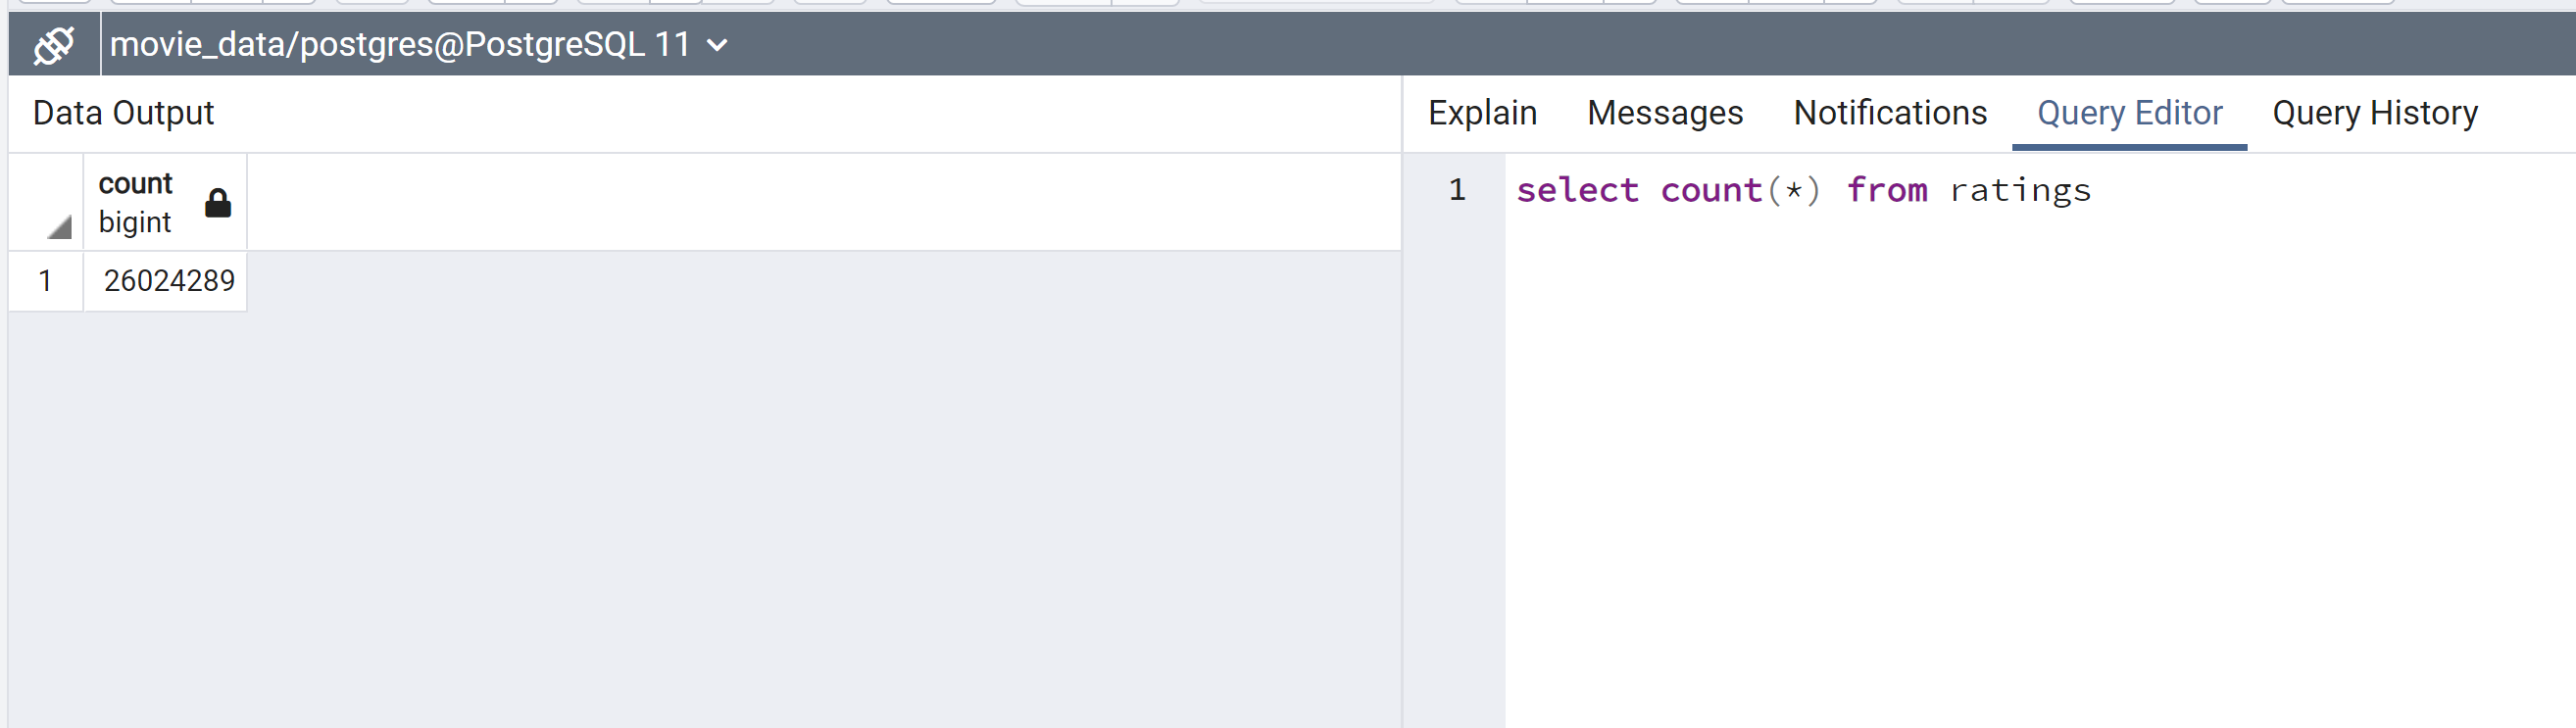 movie_data/postgres@PostgreSQL 11
Data Output
count
bigint
1 26024289
Explain Messages Notifications Query Editor Query History
1 select count(*) from ratings